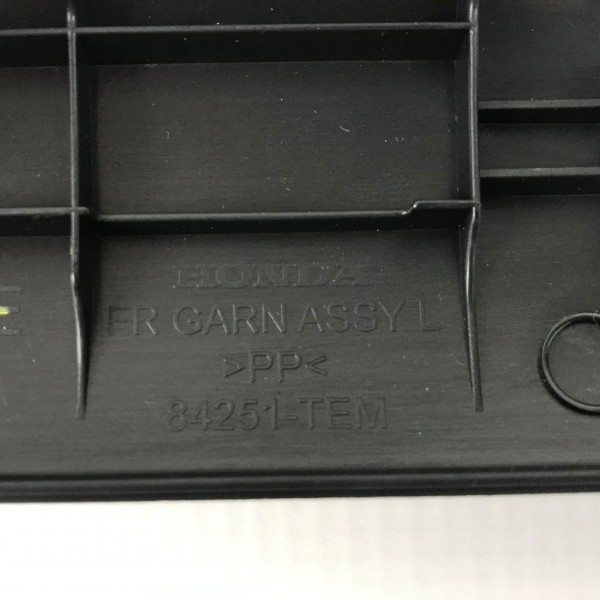 HONDA
FR GARN ASSY L
>PP<
84251-TEM